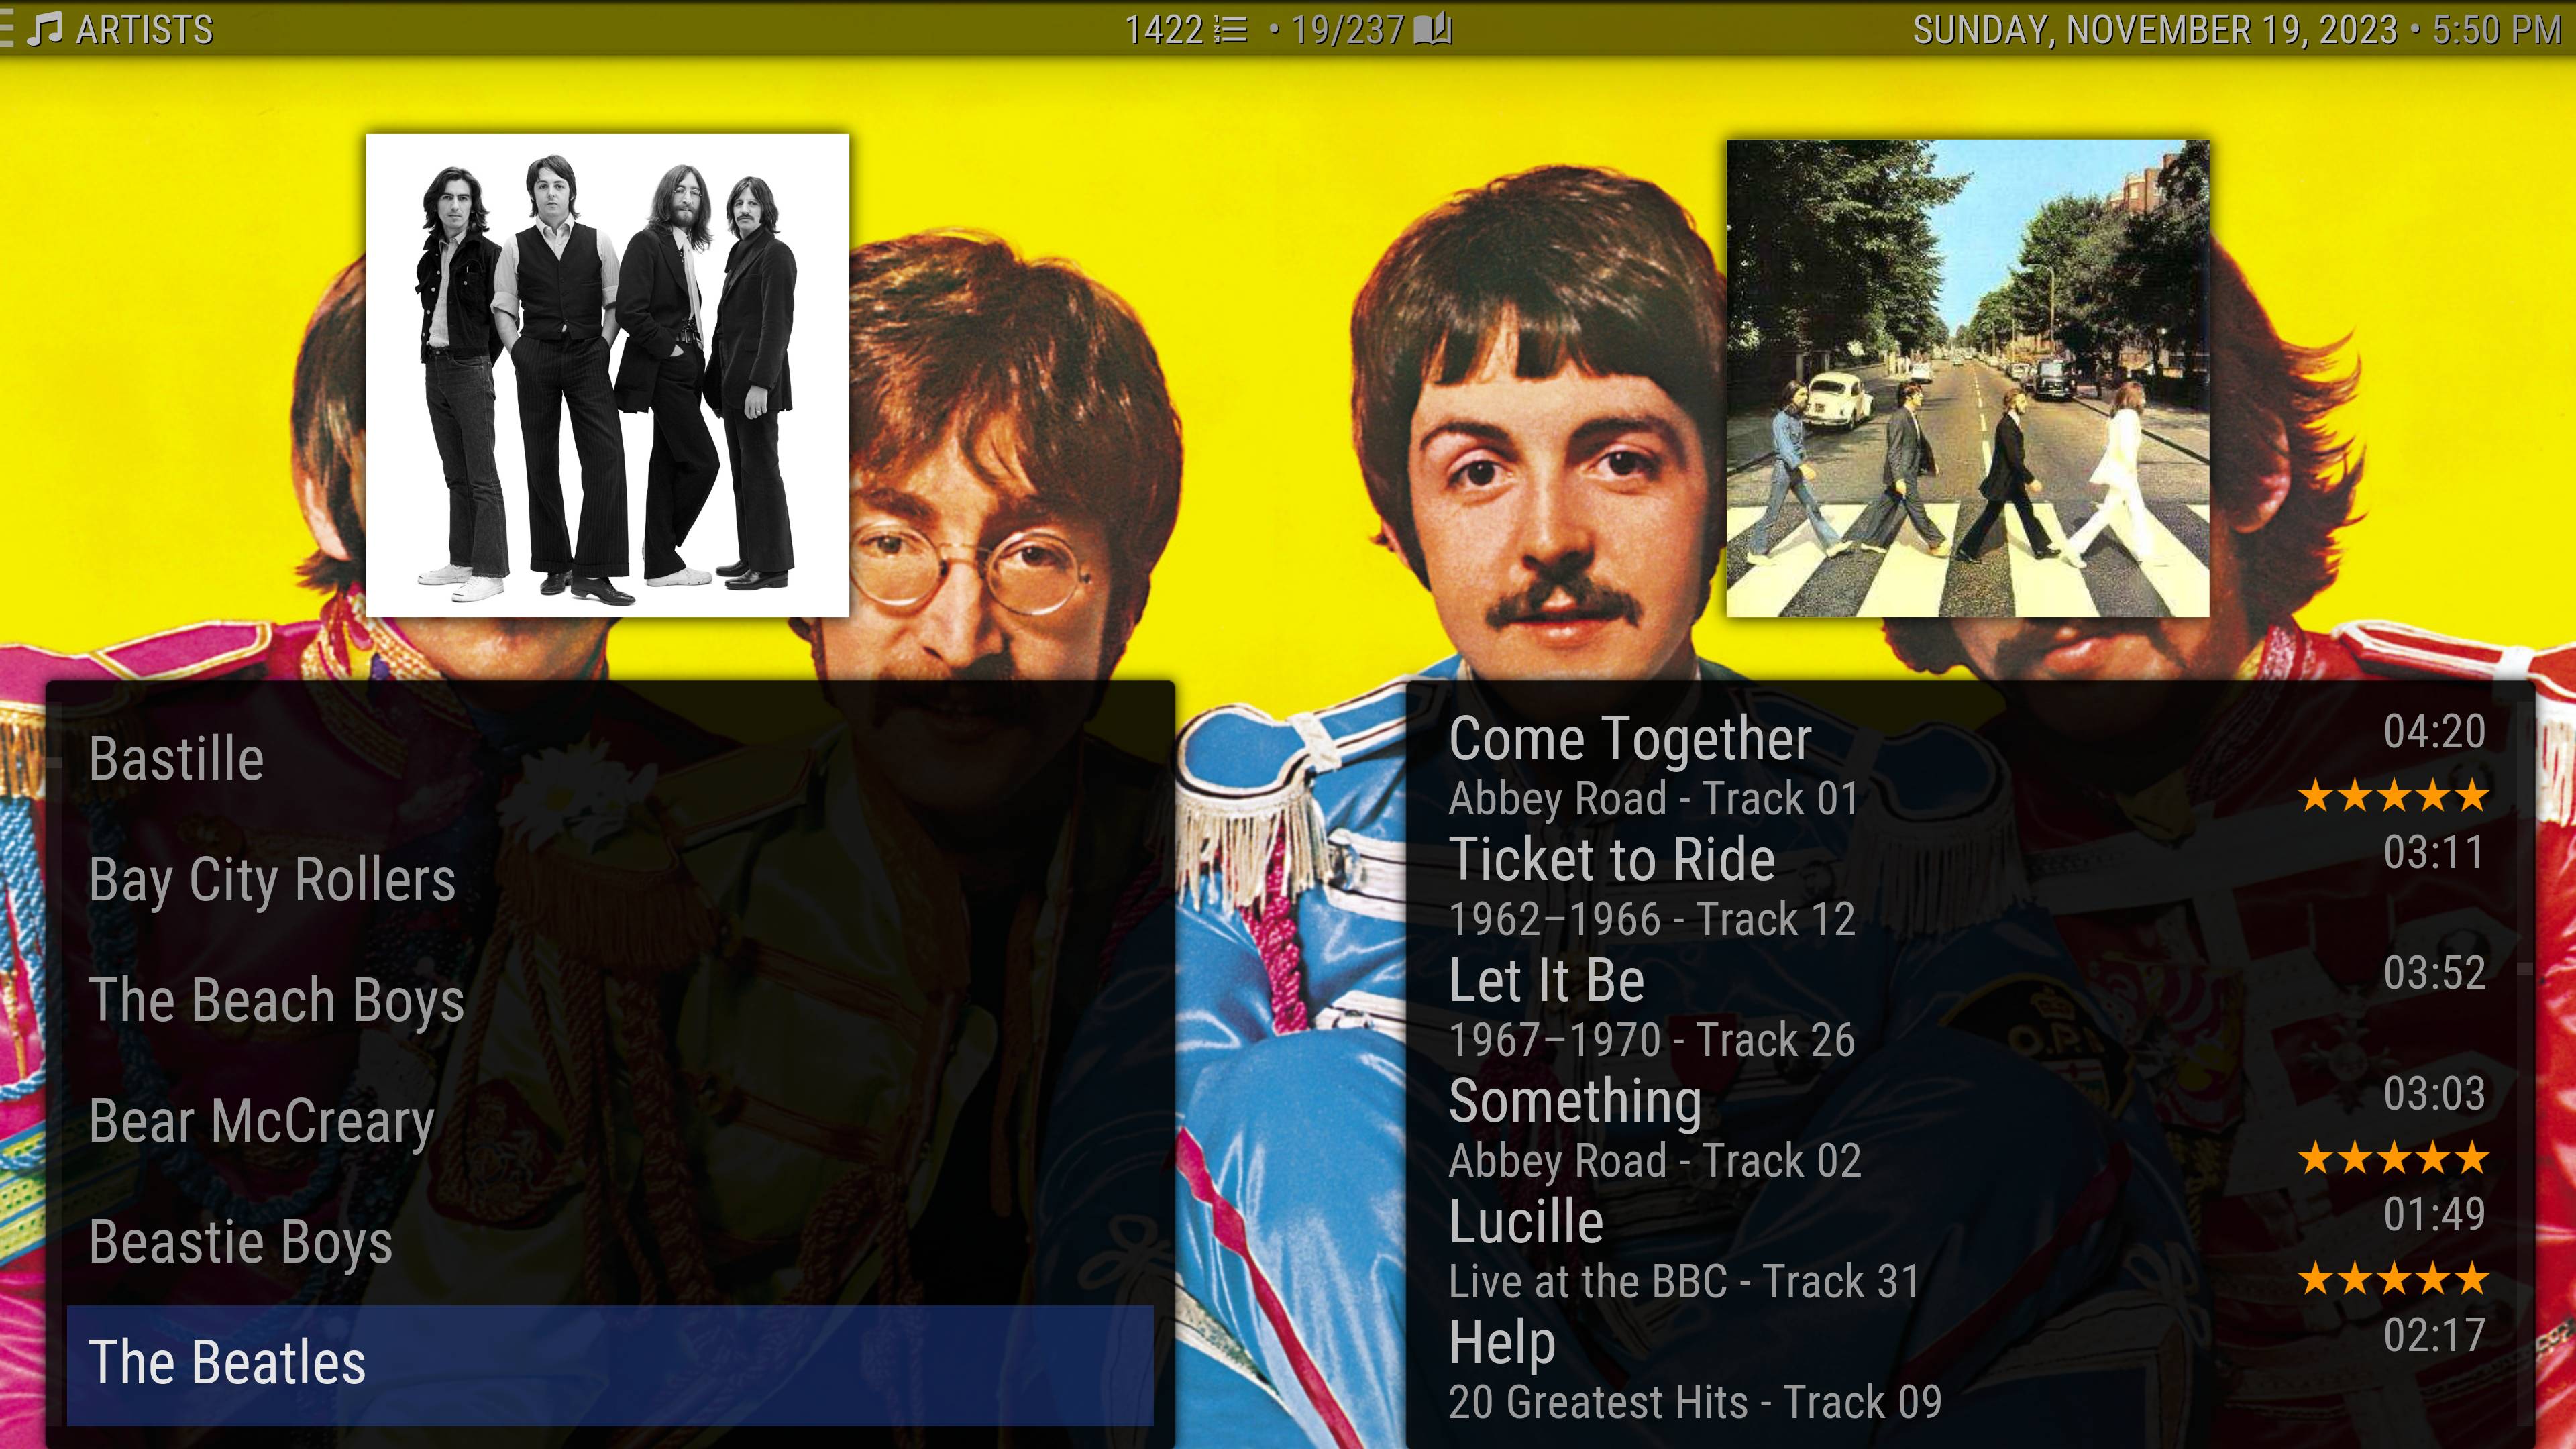 ARTISTS
1422 • 19/237
SUNDAY, NOVEMBER 19, 2023 • 5:50 PM
Bastille
Bay City Rollers
The Beach Boys
Bear McCreary
Beastie Boys
The Beatles
Come Together 04:20
Abbey Road - Track 01
Ticket to Ride 03:11
1962–1966 - Track 12
Let It Be 03:52
1967–1970 - Track 26
Something 03:03
Abbey Road - Track 02
Lucille 01:49
Live at the BBC - Track 31
Help 02:17
20 Greatest Hits - Track 09